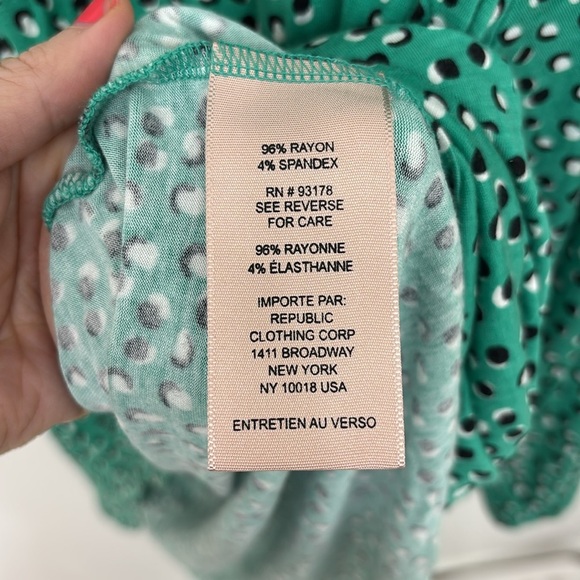 96% RAYON
4% SPANDEX
RN # 93178
SEE REVERSE
FOR CARE
96% RAYONNE
4% ÉLASTHANNE
IMPORTE PAR:
REPUBLIC
CLOTHING CORP
1411 BROADWAY
NEW YORK
NY 10018 USA
ENTRETIEN AU VERSO